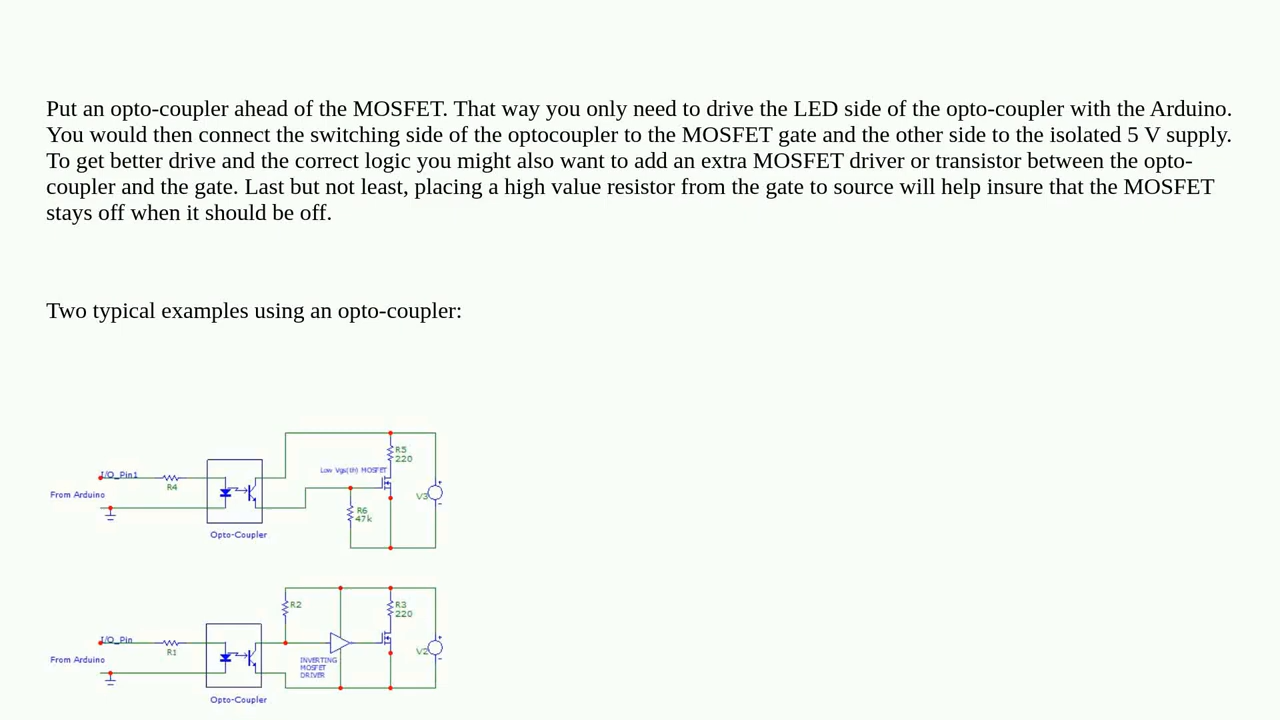 Put an opto-coupler ahead of the MOSFET. That way you only need to drive the LED side of the opto-coupler with the Arduino.
You would then connect the switching side of the optocoupler to the MOSFET gate and the other side to the isolated 5 V supply.
To get better drive and the correct logic you might also want to add an extra MOSFET driver or transistor between the opto-
coupler and the gate. Last but not least, placing a high value resistor from the gate to source will help insure that the MOSFET
stays off when it should be off.
Two typical examples using an opto-coupler:
I/O_Pin1
R4
From Arduino
Opto-Coupler
Low Vgs(th) MOSFET
R5
220
R6
47k
V3
+
-
I/O_Pin
R1
From Arduino
Opto-Coupler
R2
INVERTING
MOSFET
DRIVER
R3
220
V2
+
-